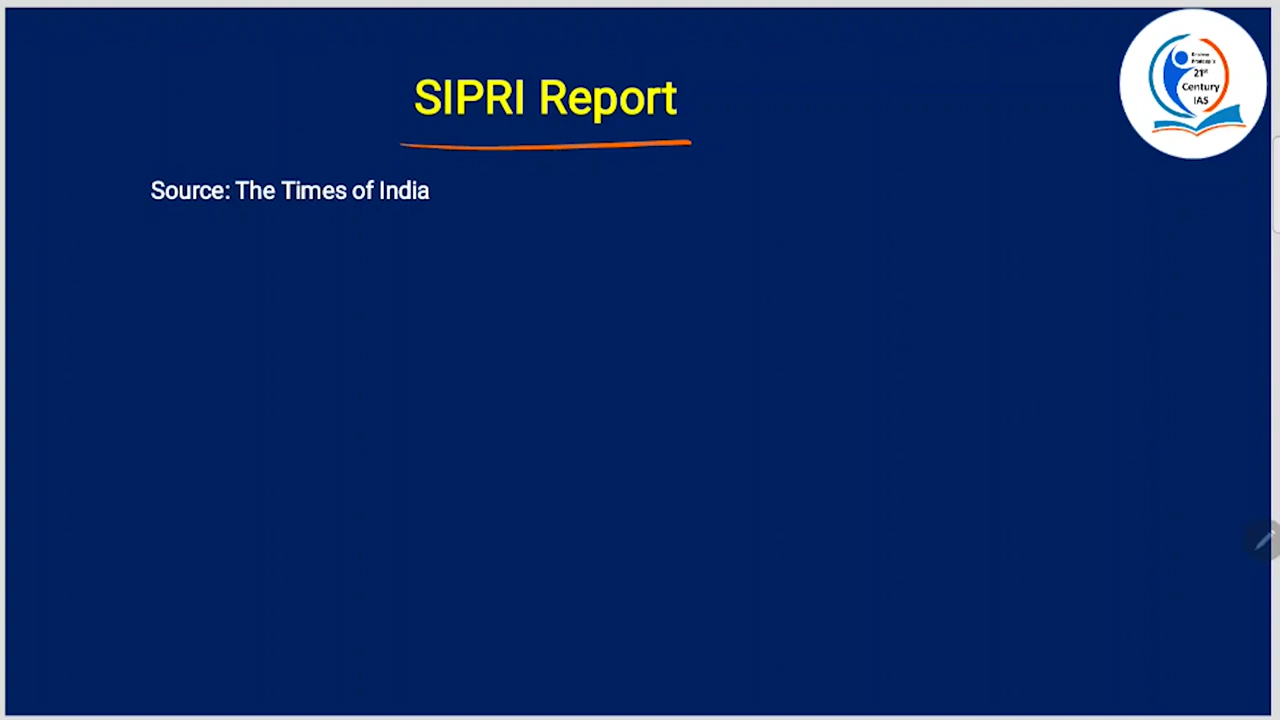 SIPRI Report
Source: The Times of India
21st
Century
IAS